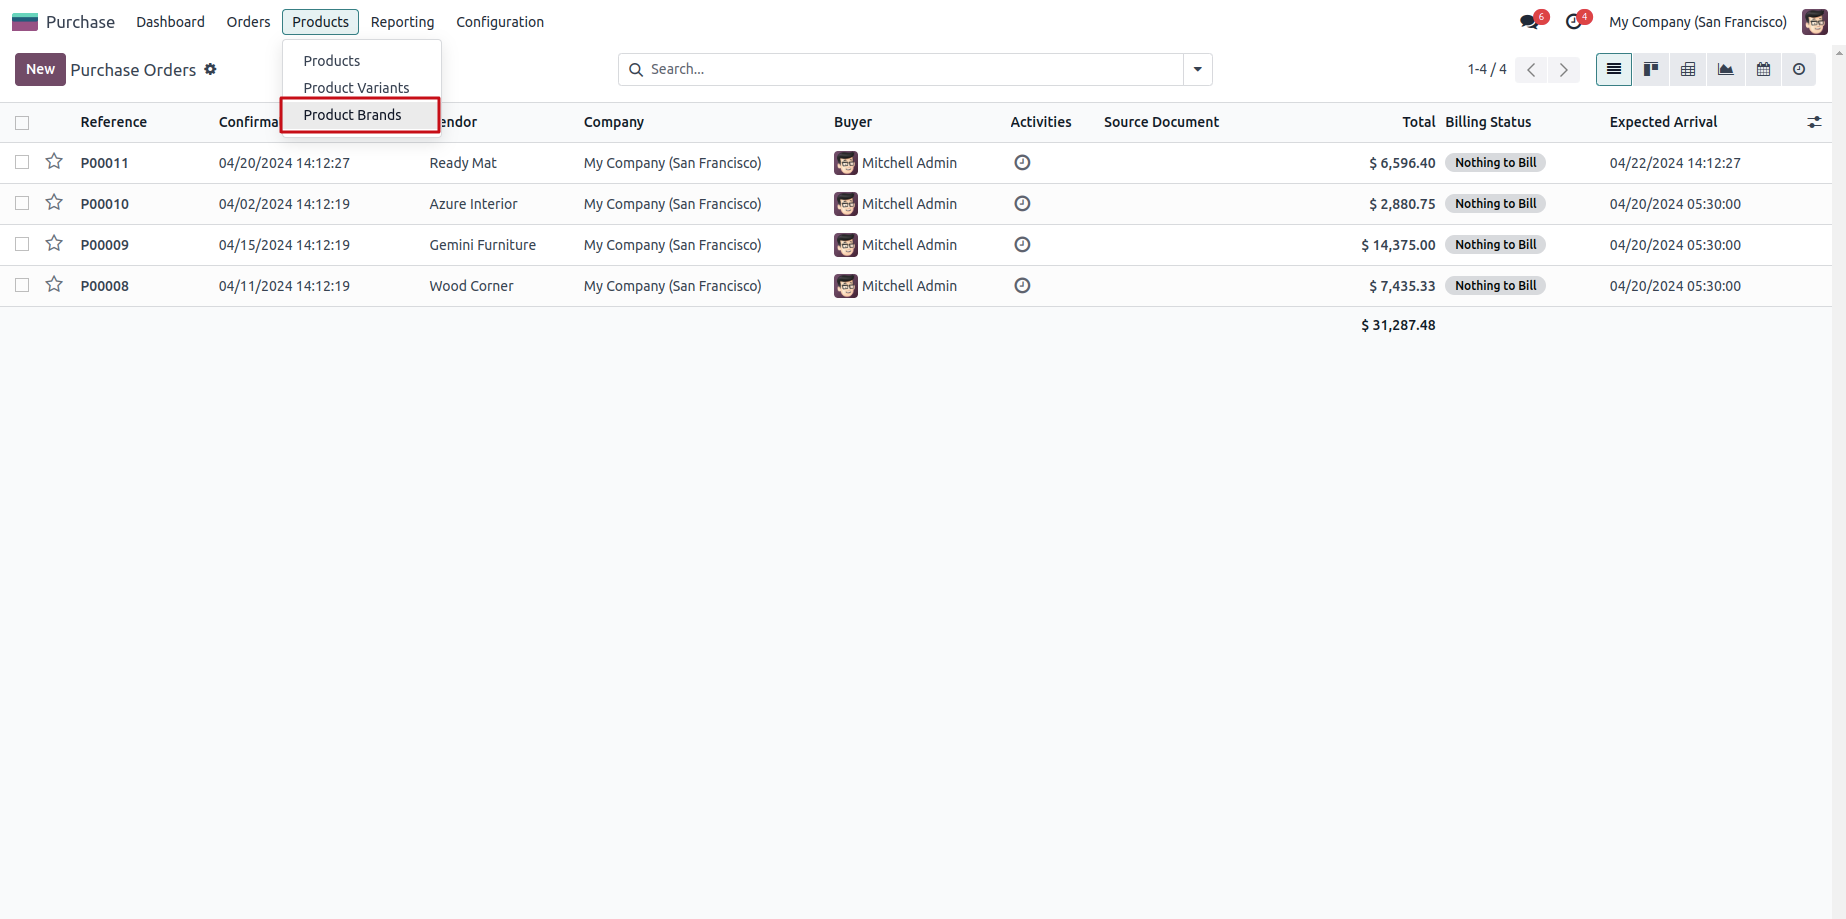 Purchase Dashboard Orders Products Reporting Configuration 6 4 My Company (San Francisco)
New Purchase Orders Search... 1-4 / 4
Products
Product Variants
Product Brands
Reference Confirma endor Company Buyer Activities Source Document Total Billing Status Expected Arrival
P00011 04/20/2024 14:12:27 Ready Mat My Company (San Francisco) Mitchell Admin $ 6,596.40 Nothing to Bill 04/22/2024 14:12:27
P00010 04/02/2024 14:12:19 Azure Interior My Company (San Francisco) Mitchell Admin $ 2,880.75 Nothing to Bill 04/20/2024 05:30:00
P00009 04/15/2024 14:12:19 Gemini Furniture My Company (San Francisco) Mitchell Admin $ 14,375.00 Nothing to Bill 04/20/2024 05:30:00
P00008 04/11/2024 14:12:19 Wood Corner My Company (San Francisco) Mitchell Admin $ 7,435.33 Nothing to Bill 04/20/2024 05:30:00
$ 31,287.48